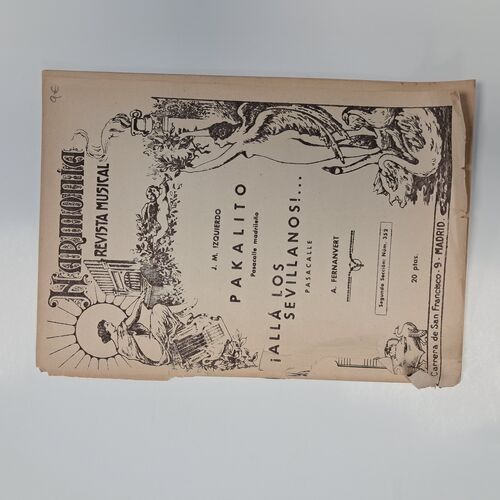 9€
HARMONÍA
REVISTA MUSICAL
J. M. IZQUIERDO
PAKALITO
Pasacalle madrileño
¡ALLÁ LOS
SEVILLANOS!...
PASACALLE
A. FERNANVERT
Segunda Sección: Núm. 352
20 ptas.
Carrera de San Francisco - 9 - MADRID